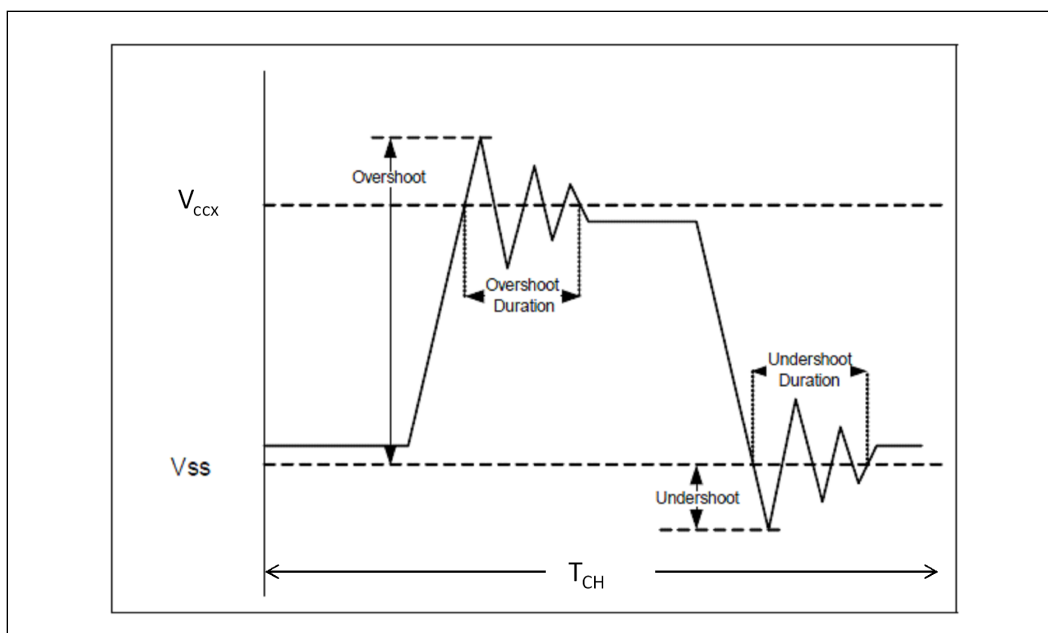 Overshoot
Vccx
Overshoot
Duration
Undershoot
Duration
Vss
Undershoot
TCH